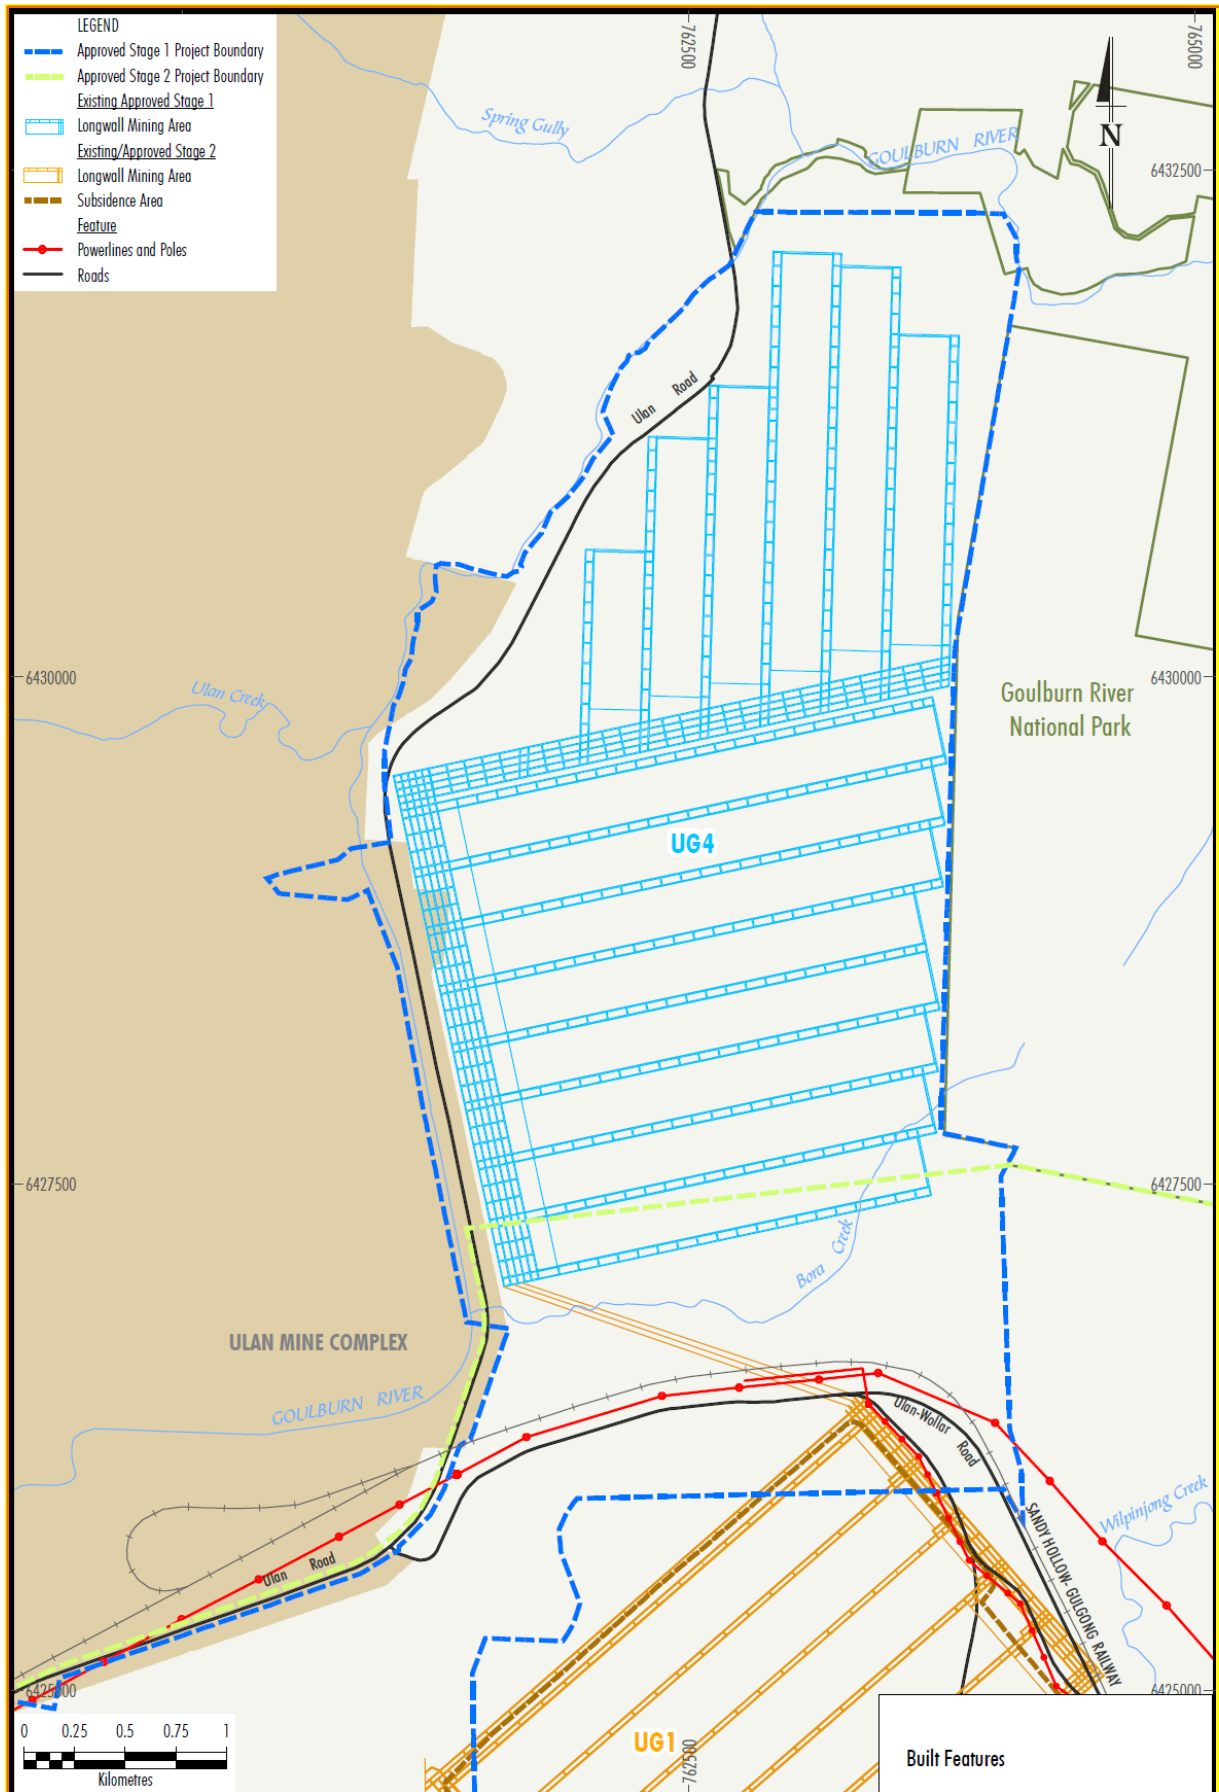 LEGEND
Approved Stage 1 Project Boundary
Approved Stage 2 Project Boundary
Existing Approved Stage 1
Longwall Mining Area
Existing/Approved Stage 2
Longwall Mining Area
Subsidence Area
Feature
Powerlines and Poles
Roads
762500
765000
N
Spring Gully
GOULBURN RIVER
6432500
6432500
Ulan Road
6430000
6430000
Ulan Creek
Goulburn River
National Park
UG4
6427500
6427500
Bora Creek
ULAN MINE COMPLEX
GOULBURN RIVER
Ulan-Wollar Road
Wilpinjong Creek
SANDY HOLLOW- GULGONG RAILWAY
Ulan Road
6425000
6425000
0 0.25 0.5 0.75 1
Kilometres
UG1
762500
Built Features